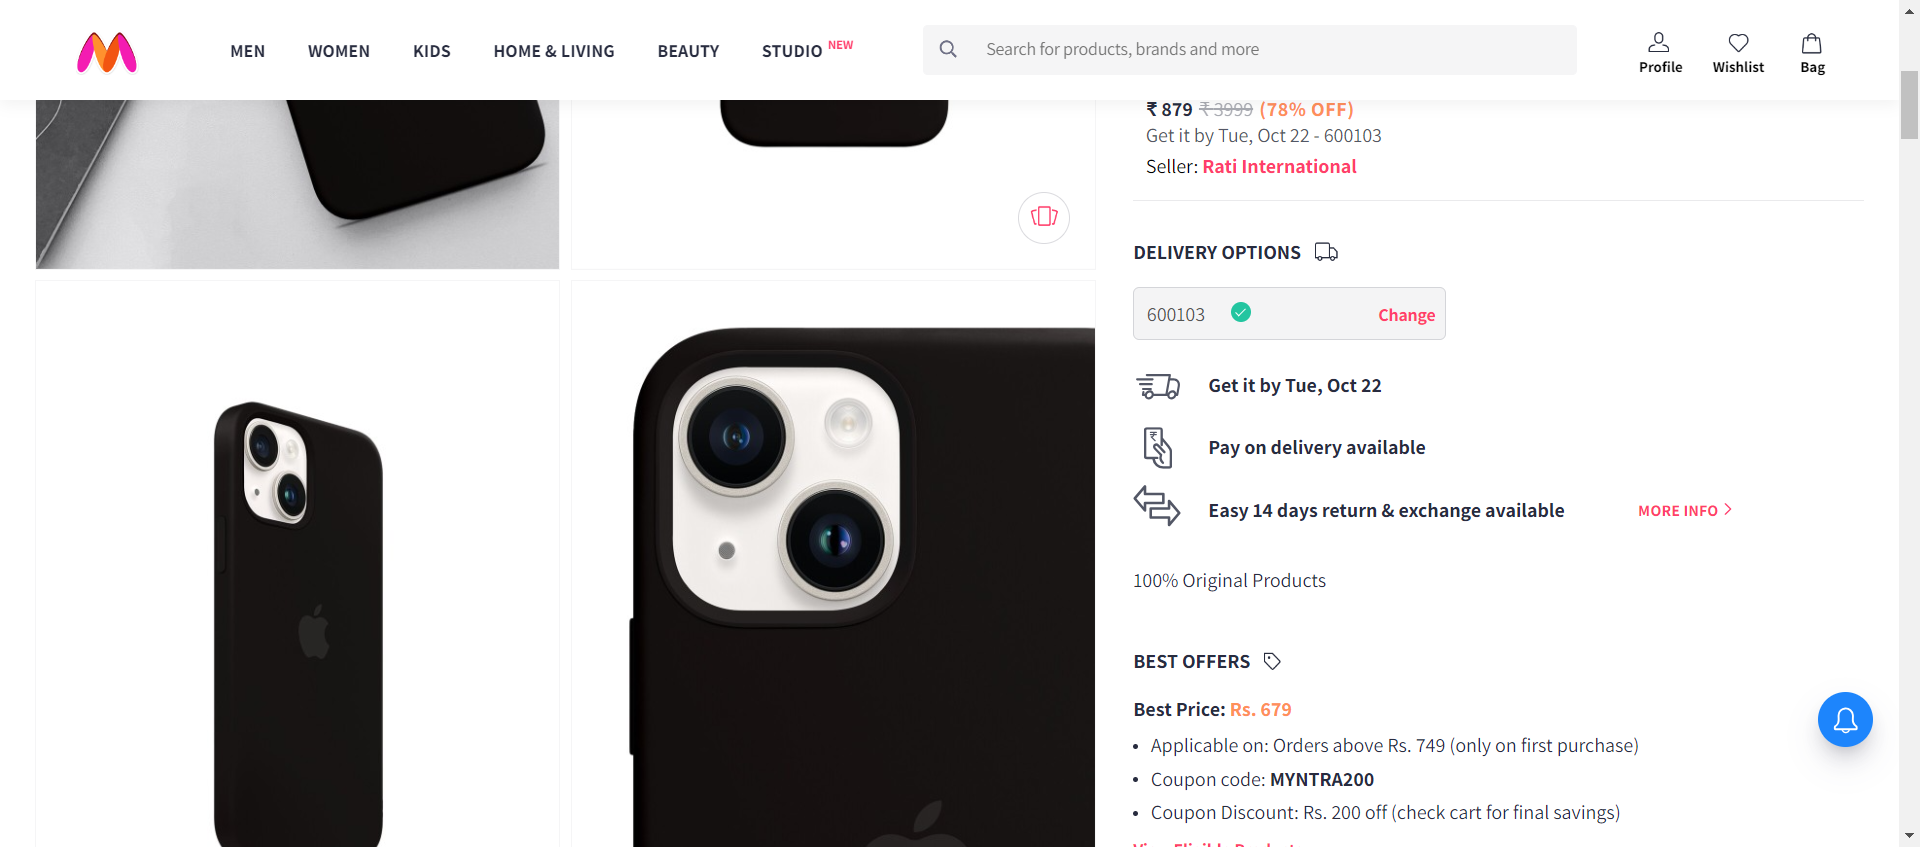 MEN
WOMEN
KIDS
HOME & LIVING
BEAUTY
STUDIO NEW
Search for products, brands and more
Profile
Wishlist
Bag
₹ 879 ₹ 3999 (78% OFF)
Get it by Tue, Oct 22 - 600103
Seller: Rati International
DELIVERY OPTIONS
600103
Change
Get it by Tue, Oct 22
Pay on delivery available
Easy 14 days return & exchange available
MORE INFO
100% Original Products
BEST OFFERS
Best Price: Rs. 679
• Applicable on: Orders above Rs. 749 (only on first purchase)
• Coupon code: MYNTRA200
• Coupon Discount: Rs. 200 off (check cart for final savings)